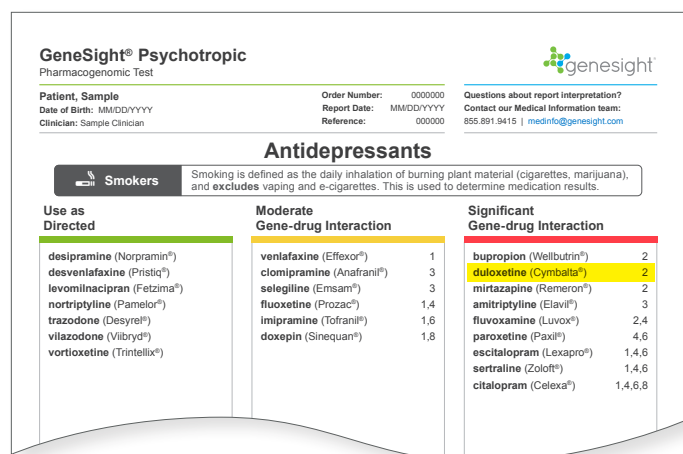 GeneSight® Psychotropic
Pharmacogenomic Test
genesight®
Patient, Sample
Date of Birth: MM/DD/YYYY
Clinician: Sample Clinician
Order Number: 0000000
Report Date: MM/DD/YYYY
Reference: 000000
Questions about report interpretation?
Contact our Medical Information team:
855.891.9415 | medinfo@genesight.com
Antidepressants
Smokers
Smoking is defined as the daily inhalation of burning plant material (cigarettes, marijuana),
and excludes vaping and e-cigarettes. This is used to determine medication results.
Use as
Directed
desipramine (Norpramin®)
desvenlafaxine (Pristiq®)
levomilnacipran (Fetzima®)
nortriptyline (Pamelor®)
trazodone (Desyrel®)
vilazodone (Viibryd®)
vortioxetine (Trintellix®)
Moderate
Gene-drug Interaction
venlafaxine (Effexor®) 1
clomipramine (Anafranil®) 3
selegiline (Emsam®) 3
fluoxetine (Prozac®) 1,4
imipramine (Tofranil®) 1,6
doxepin (Sinequan®) 1,8
Significant
Gene-drug Interaction
bupropion (Wellbutrin®) 2
duloxetine (Cymbalta®) 2
mirtazapine (Remeron®) 2
amitriptyline (Elavil®) 3
fluvoxamine (Luvox®) 2,4
paroxetine (Paxil®) 4,6
escitalopram (Lexapro®) 1,4,6
sertraline (Zoloft®) 1,4,6
citalopram (Celexa®) 1,4,6,8